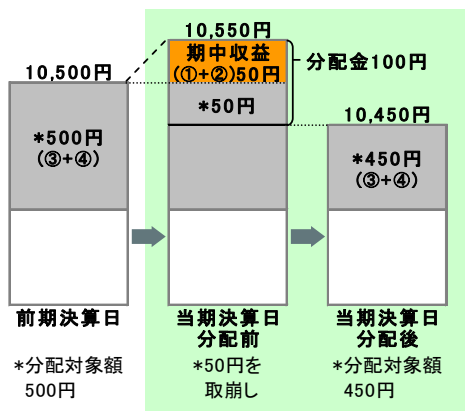 10,550円
期中収益
(①+②)50円
分配金100円
10,500円
*50円
10,450円
*500円
(③+④)
*450円
(③+④)
前期決算日
当期決算日
分配前
当期決算日
分配後
*分配対象額
500円
*50円を
取崩し
*分配対象額
450円